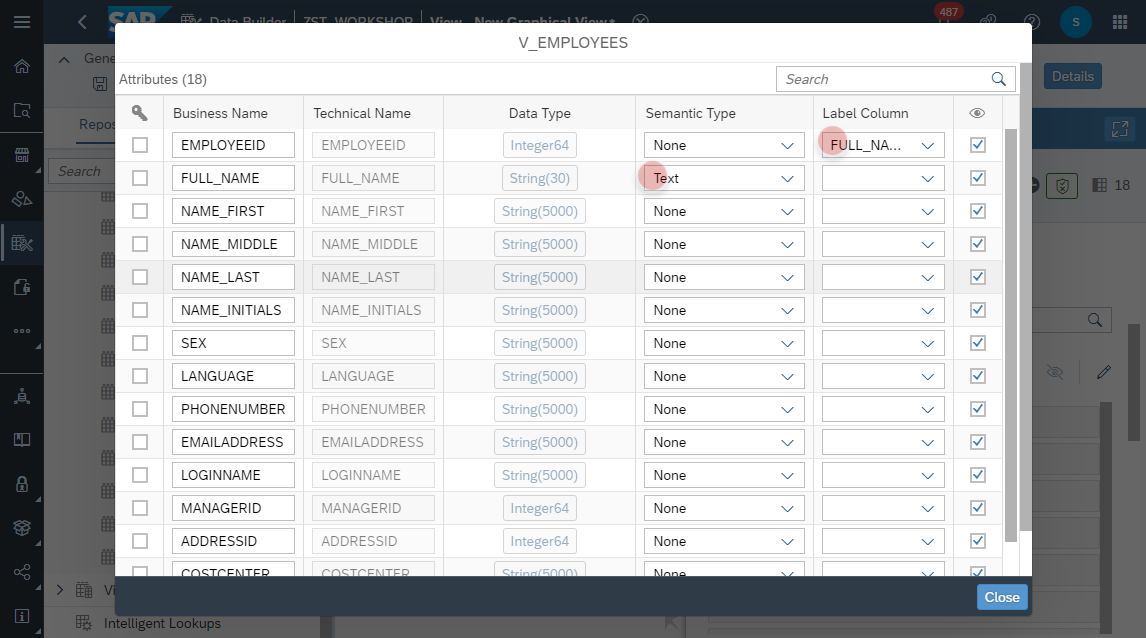 SAP Data Builder ZST_WORKSHOP View New Graphical View*
487
S
V_EMPLOYEES
Gene
Details
Attributes (18)
Search
Business Name Technical Name Data Type Semantic Type Label Column
Repos
EMPLOYEEID EMPLOYEEID Integer64 None FULL_NA...
Search
FULL_NAME FULL_NAME String(30) Text
18
NAME_FIRST NAME_FIRST String(5000) None
NAME_MIDDLE NAME_MIDDLE String(5000) None
NAME_LAST NAME_LAST String(5000) None
NAME_INITIALS NAME_INITIALS String(5000) None
SEX SEX String(5000) None
LANGUAGE LANGUAGE String(5000) None
PHONENUMBER PHONENUMBER String(5000) None
EMAILADDRESS EMAILADDRESS String(5000) None
LOGINNAME LOGINNAME String(5000) None
MANAGERID MANAGERID Integer64 None
ADDRESSID ADDRESSID Integer64 None
COSTCENTER COSTCENTER String(5000) None
Vi
Close
Intelligent Lookups